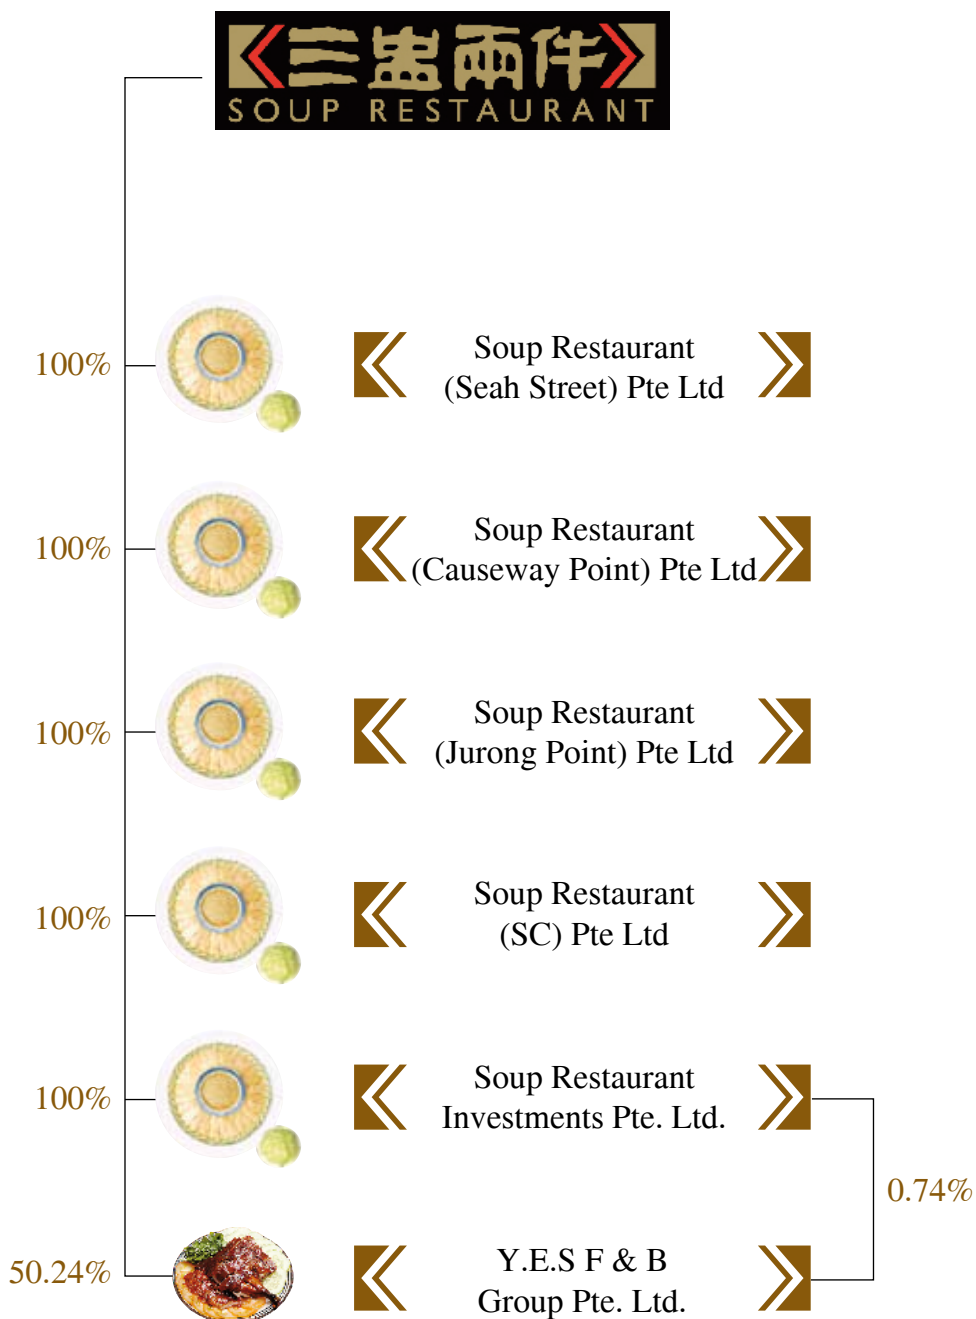 三盅兩件
SOUP RESTAURANT
100%
Soup Restaurant
(Seah Street) Pte Ltd
100%
Soup Restaurant
(Causeway Point) Pte Ltd
100%
Soup Restaurant
(Jurong Point) Pte Ltd
100%
Soup Restaurant
(SC) Pte Ltd
100%
Soup Restaurant
Investments Pte. Ltd.
0.74%
50.24%
Y.E.S F & B
Group Pte. Ltd.